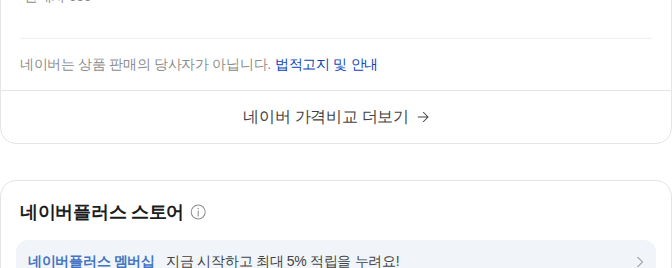 네이버는 상품 판매의 당사자가 아닙니다. 법적고지 및 안내
네이버 가격비교 더보기 →
네이버플러스 스토어
네이버플러스 멤버십 지금 시작하고 최대 5% 적립을 누려요!